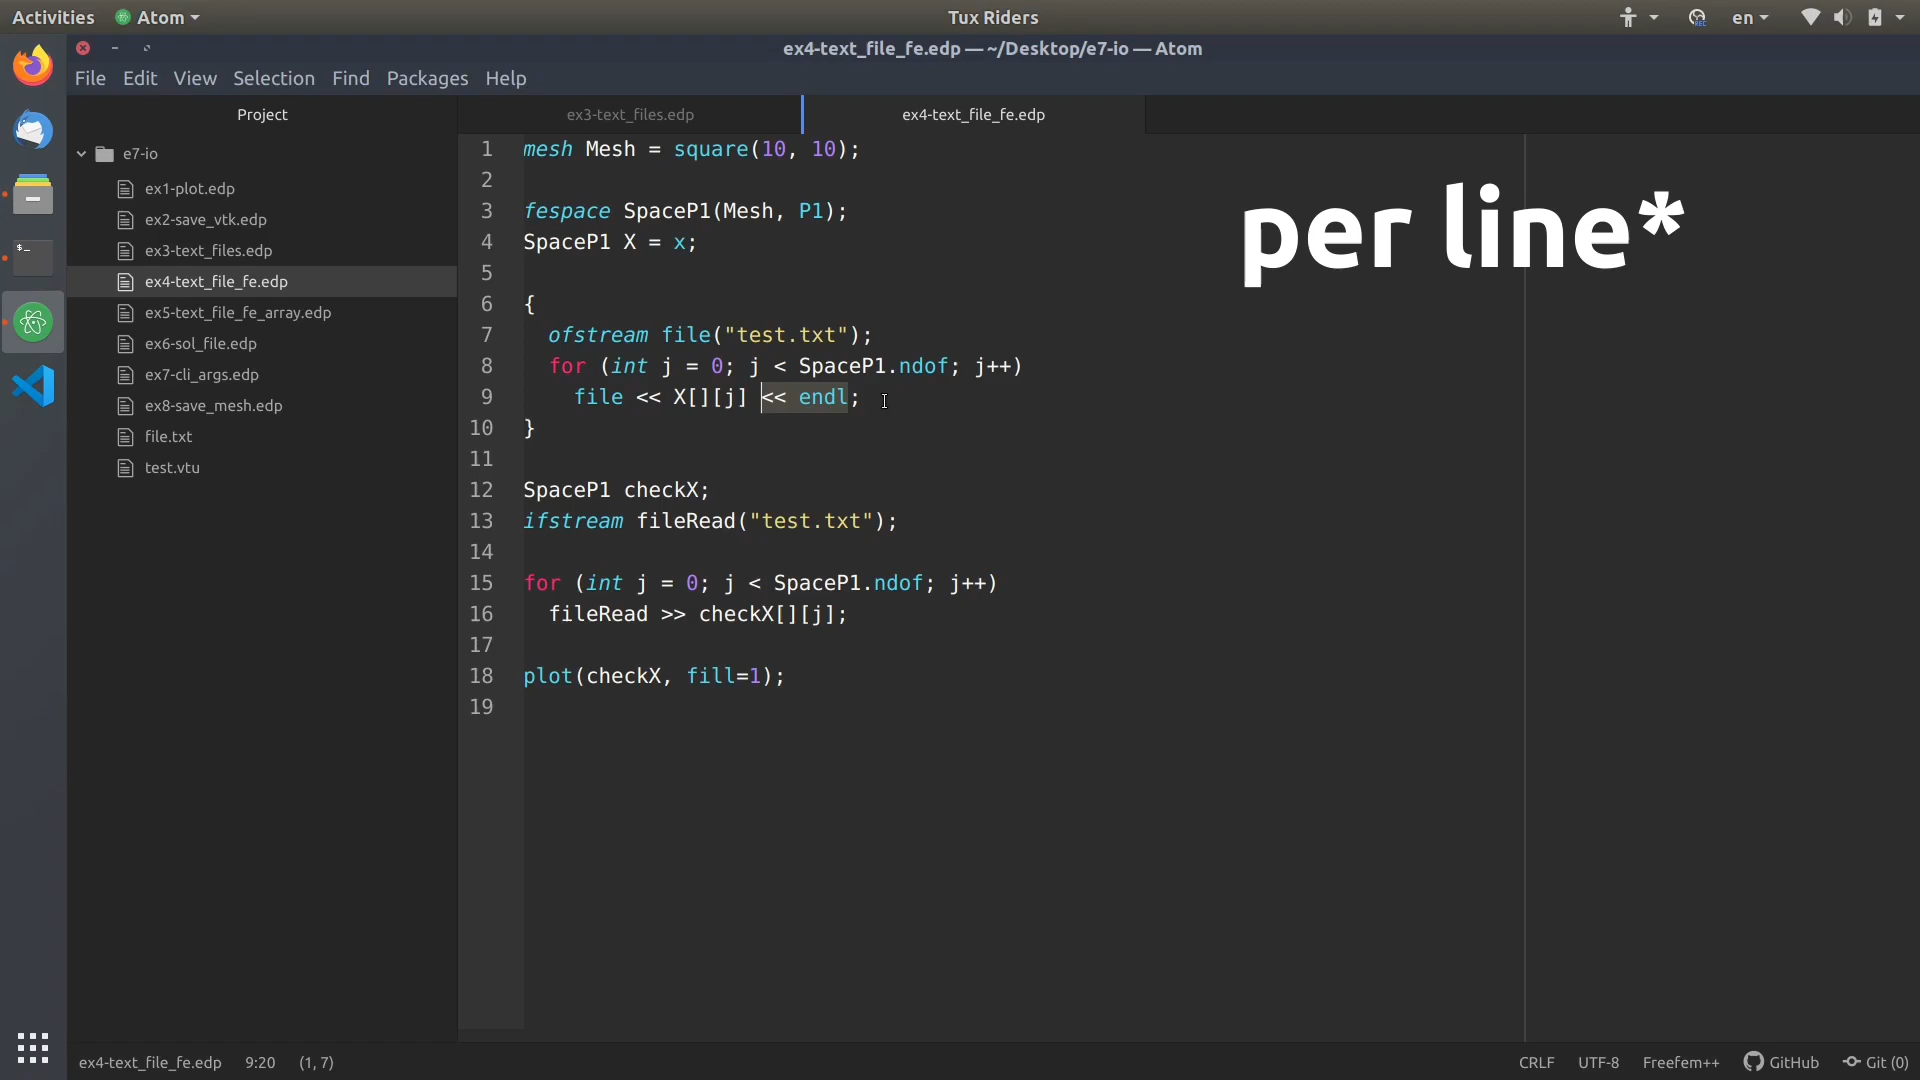 Activities Atom Tux Riders en
ex4-text_file_fe.edp — ~/Desktop/e7-io — Atom
File Edit View Selection Find Packages Help
Project
ex3-text_files.edp
ex4-text_file_fe.edp
e7-io
ex1-plot.edp
ex2-save_vtk.edp
ex3-text_files.edp
ex4-text_file_fe.edp
ex5-text_file_fe_array.edp
ex6-sol_file.edp
ex7-cli_args.edp
ex8-save_mesh.edp
file.txt
test.vtu
1 mesh Mesh = square(10, 10);
2
3 fespace SpaceP1(Mesh, P1);
4 SpaceP1 X = x;
5
6 {
7 ofstream file("test.txt");
8 for (int j = 0; j < SpaceP1.ndof; j++)
9 file << X[][j] << endl;
10 }
11
12 SpaceP1 checkX;
13 ifstream fileRead("test.txt");
14
15 for (int j = 0; j < SpaceP1.ndof; j++)
16 fileRead >> checkX[][j];
17
18 plot(checkX, fill=1);
19
per line*
ex4-text_file_fe.edp 9:20 (1, 7) CRLF UTF-8 Freefem++ GitHub Git (0)